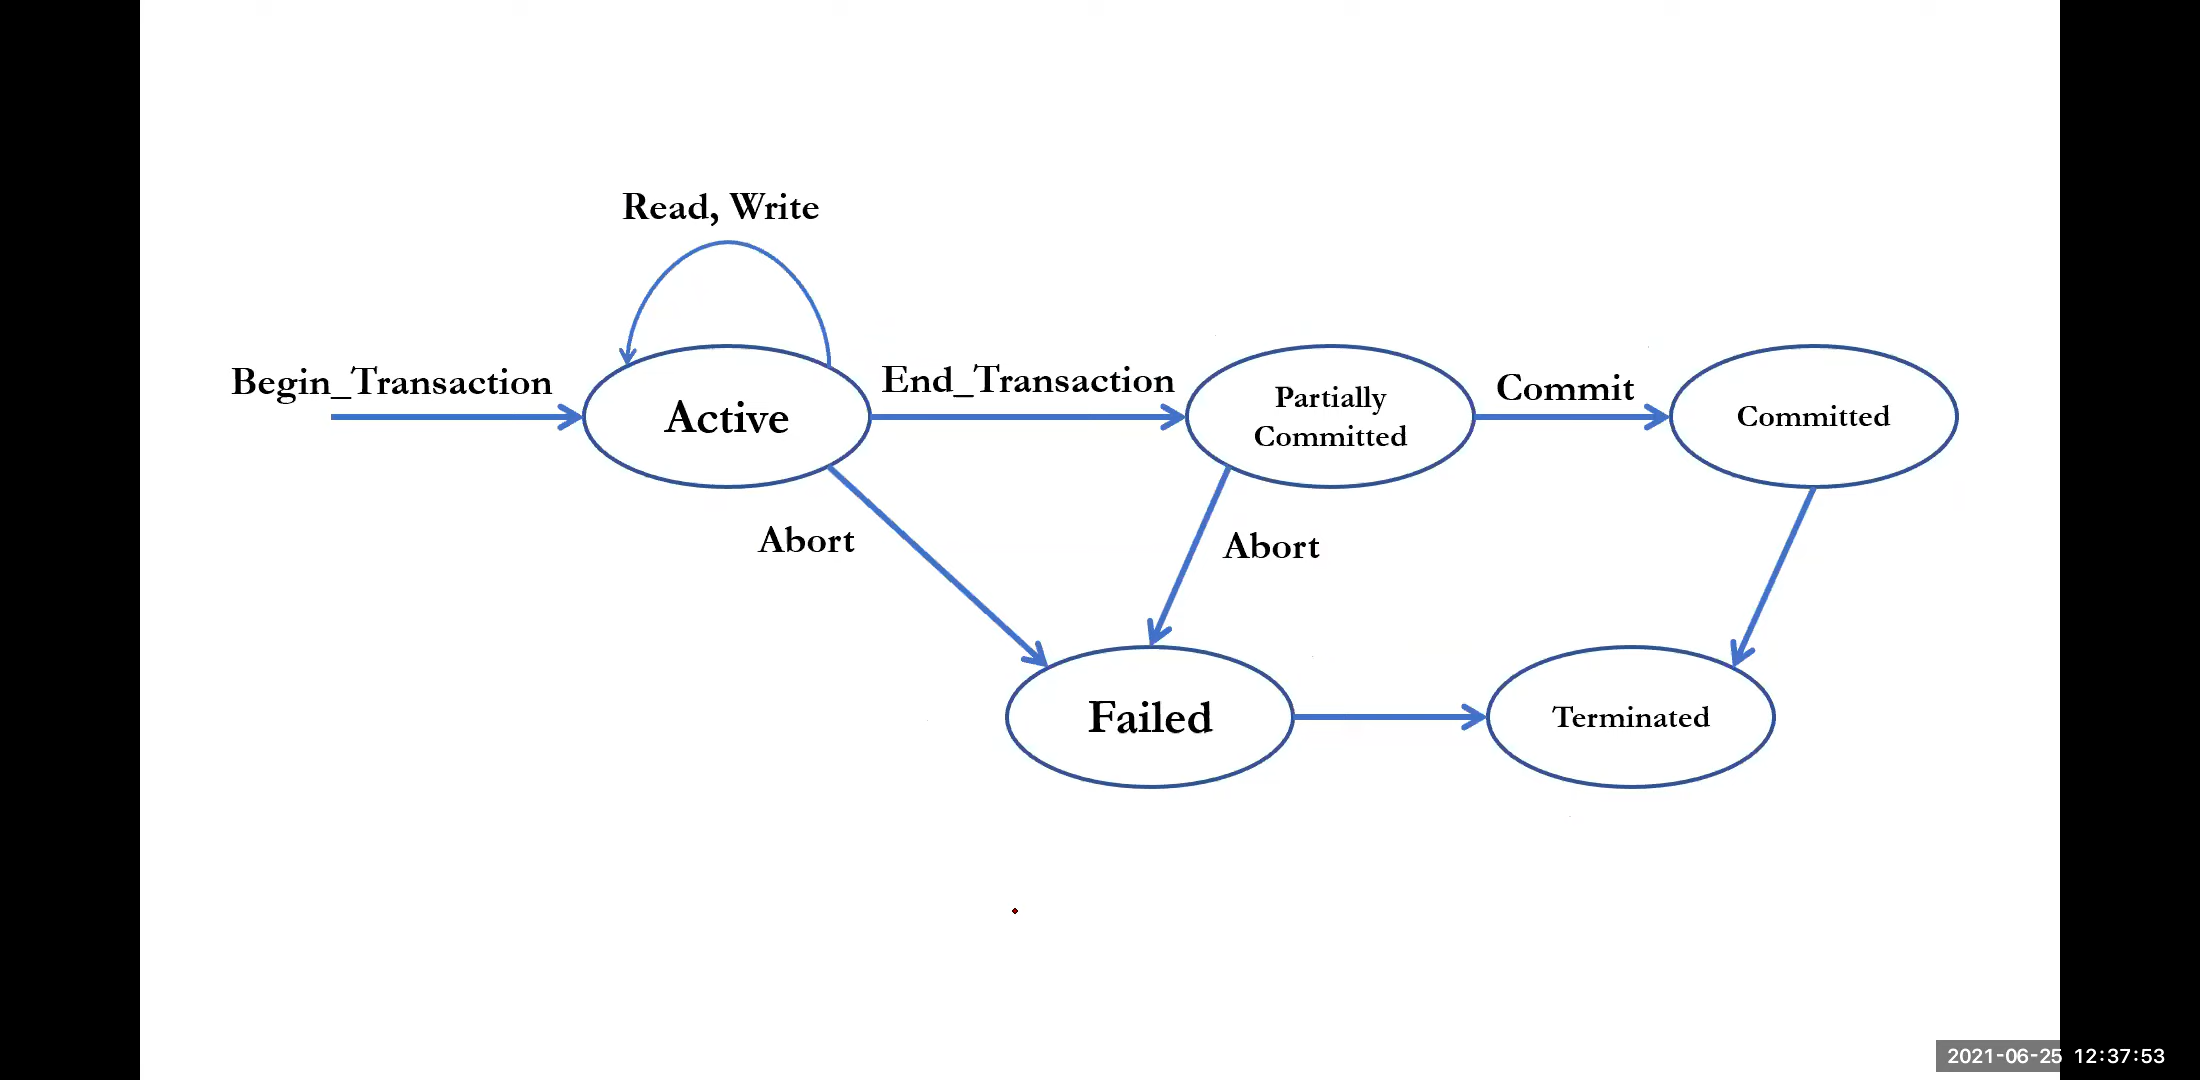 Read, Write
Begin_Transaction
Active
End_Transaction
Partially
Committed
Commit
Committed
Abort
Abort
Failed
Terminated
2021-06-25 12:37:53